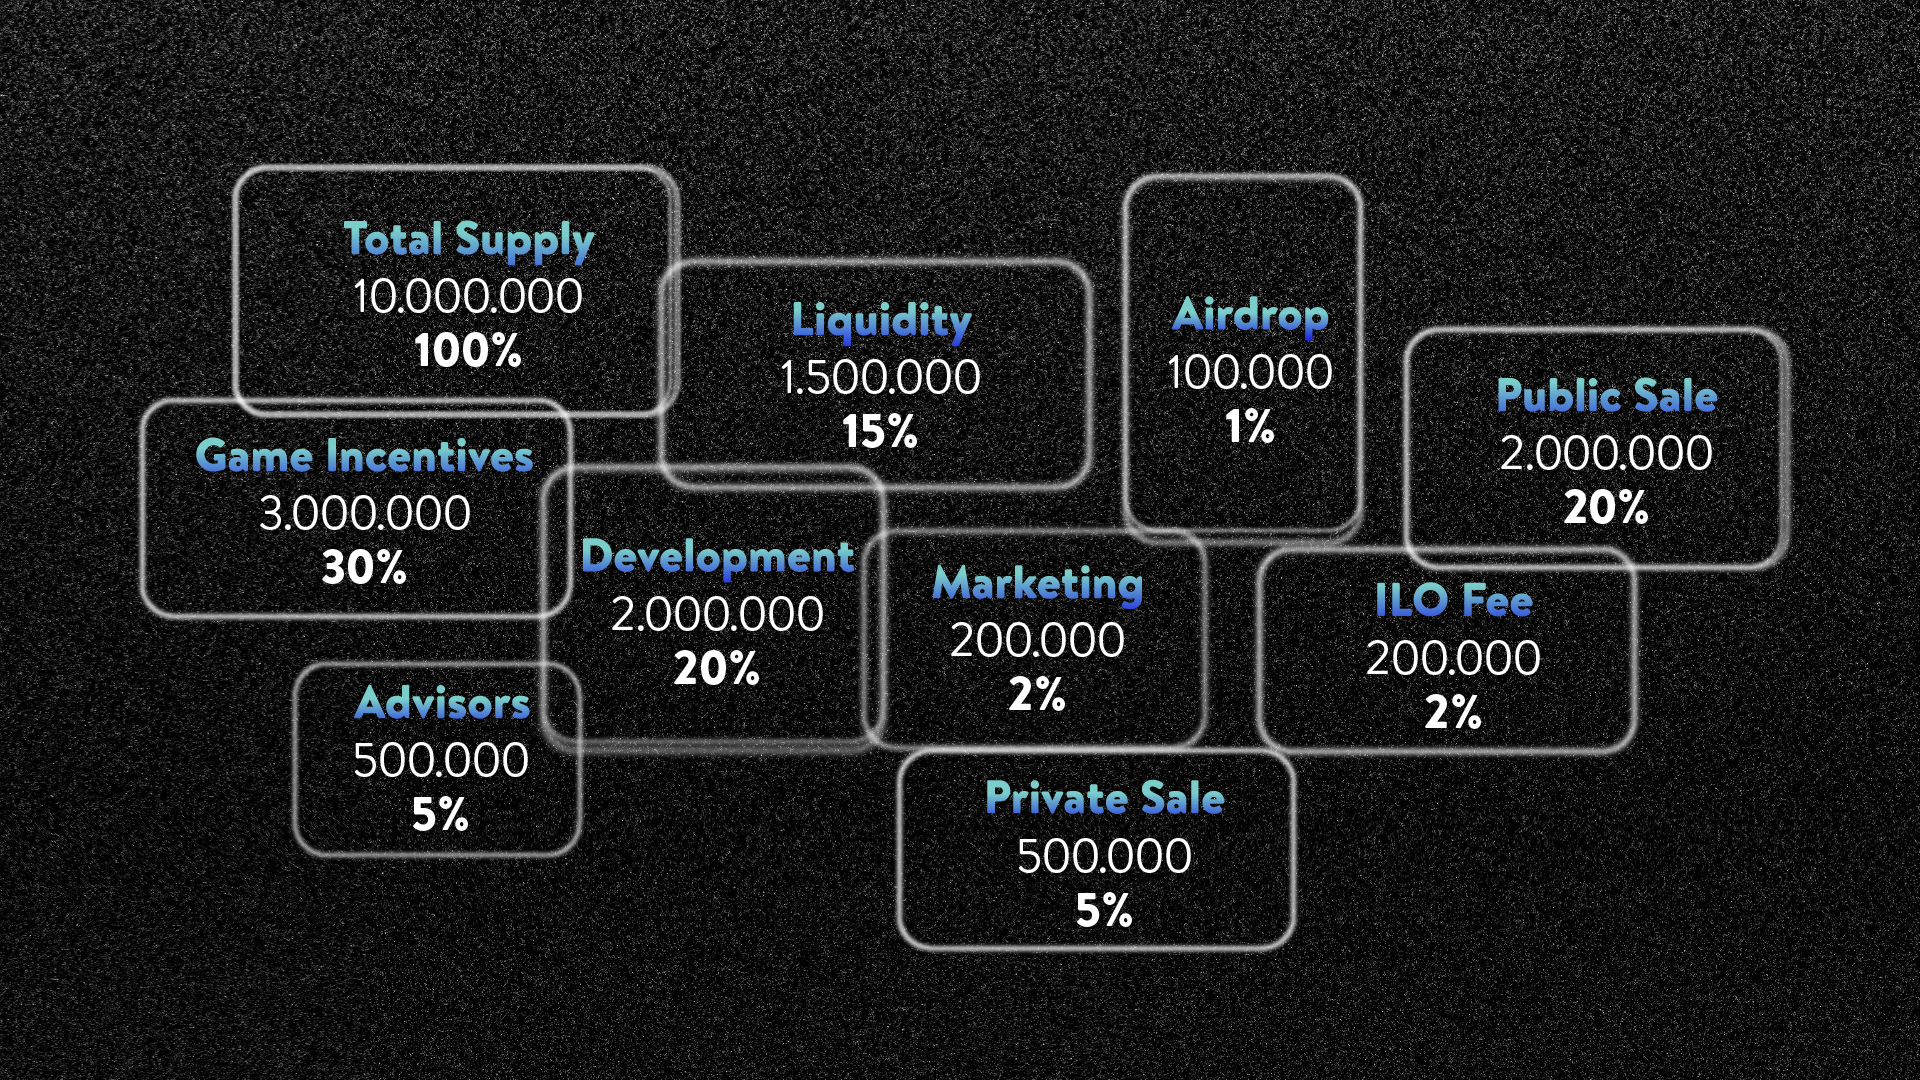 Total Supply
10.000.000
100%
Liquidity
1.500.000
15%
Airdrop
100.000
1%
Public Sale
2.000.000
20%
Game Incentives
3.000.000
30%
Development
2.000.000
20%
Marketing
200.000
2%
ILO Fee
200.000
2%
Advisors
500.000
5%
Private Sale
500.000
5%